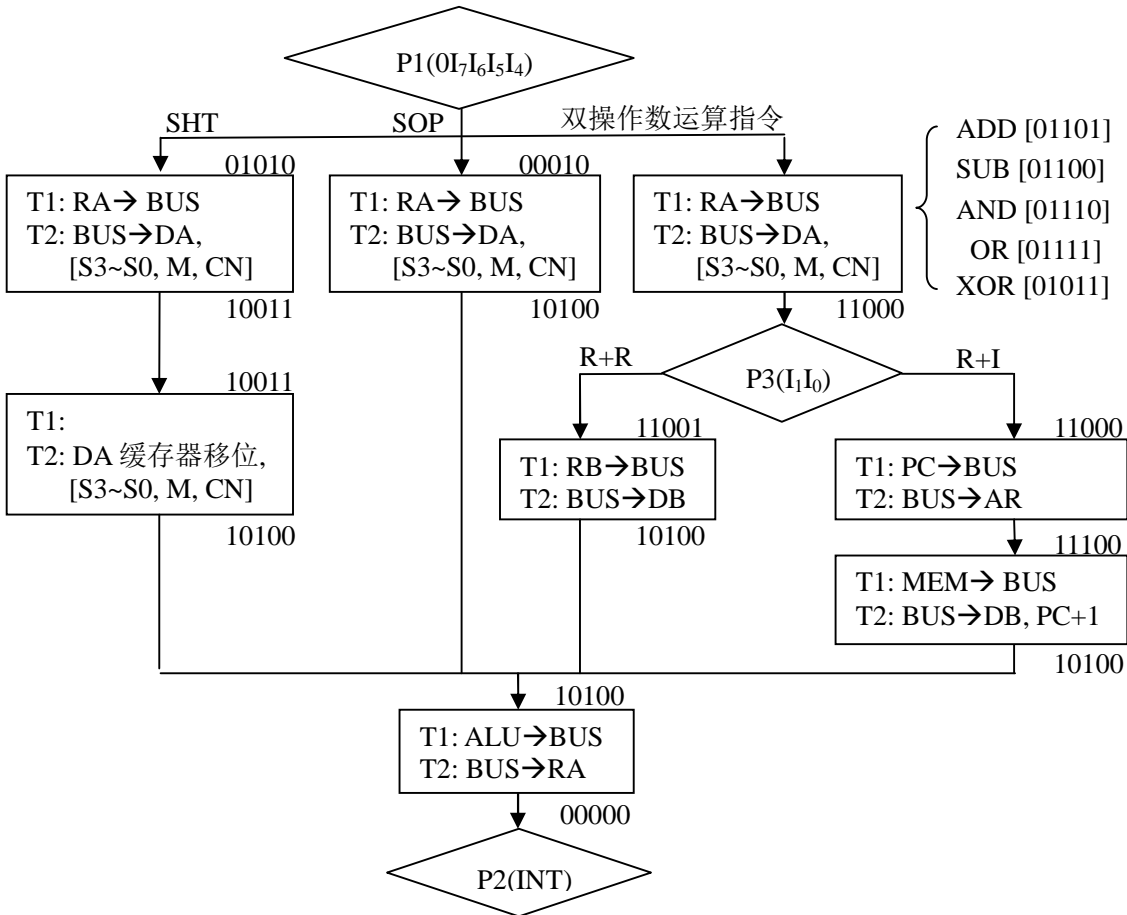 P1(0I₇I₆I₅I₄)
SHT
SOP
双操作数运算指令
ADD [01101]
SUB [01100]
AND [01110]
OR [01111]
XOR [01011]
01010
T1: RA→ BUS
T2: BUS→DA,
[S3~S0, M, CN]
10011
00010
T1: RA→ BUS
T2: BUS→DA,
[S3~S0, M, CN]
10100
T1: RA→BUS
T2: BUS→DA,
[S3~S0, M, CN]
11000
P3(I₁I₀)
R+R
R+I
10011
T1:
T2: DA 缓存器移位,
[S3~S0, M, CN]
10100
11001
T1: RB→BUS
T2: BUS→DB
10100
11000
T1: PC→BUS
T2: BUS→AR
11100
T1: MEM→ BUS
T2: BUS→DB, PC+1
10100
10100
T1: ALU→BUS
T2: BUS→RA
00000
P2(INT)